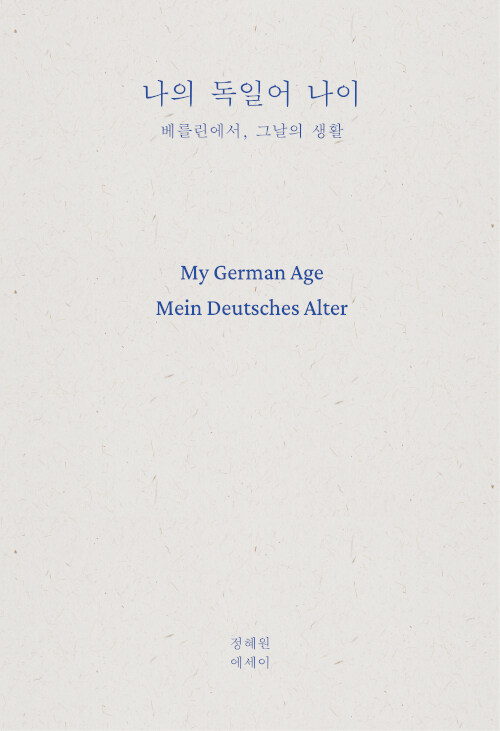 나의 독일어 나이
베를린에서, 그날의 생활
My German Age
Mein Deutsches Alter
정혜원
에세이